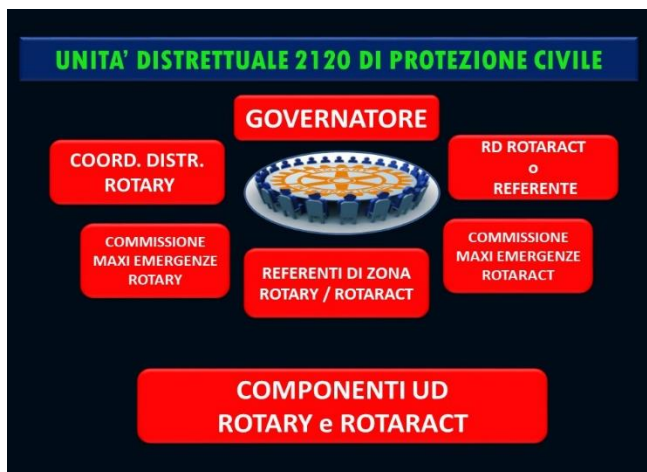 UNITA' DISTRETTUALE 2120 DI PROTEZIONE CIVILE
GOVERNATORE
COORD. DISTR.
ROTARY
RD ROTARACT
o
REFERENTE
COMMISSIONE
MAXI EMERGENZE
ROTARY
REFERENTI DI ZONA
ROTARY / ROTARACT
COMMISSIONE
MAXI EMERGENZE
ROTARACT
COMPONENTI UD
ROTARY e ROTARACT